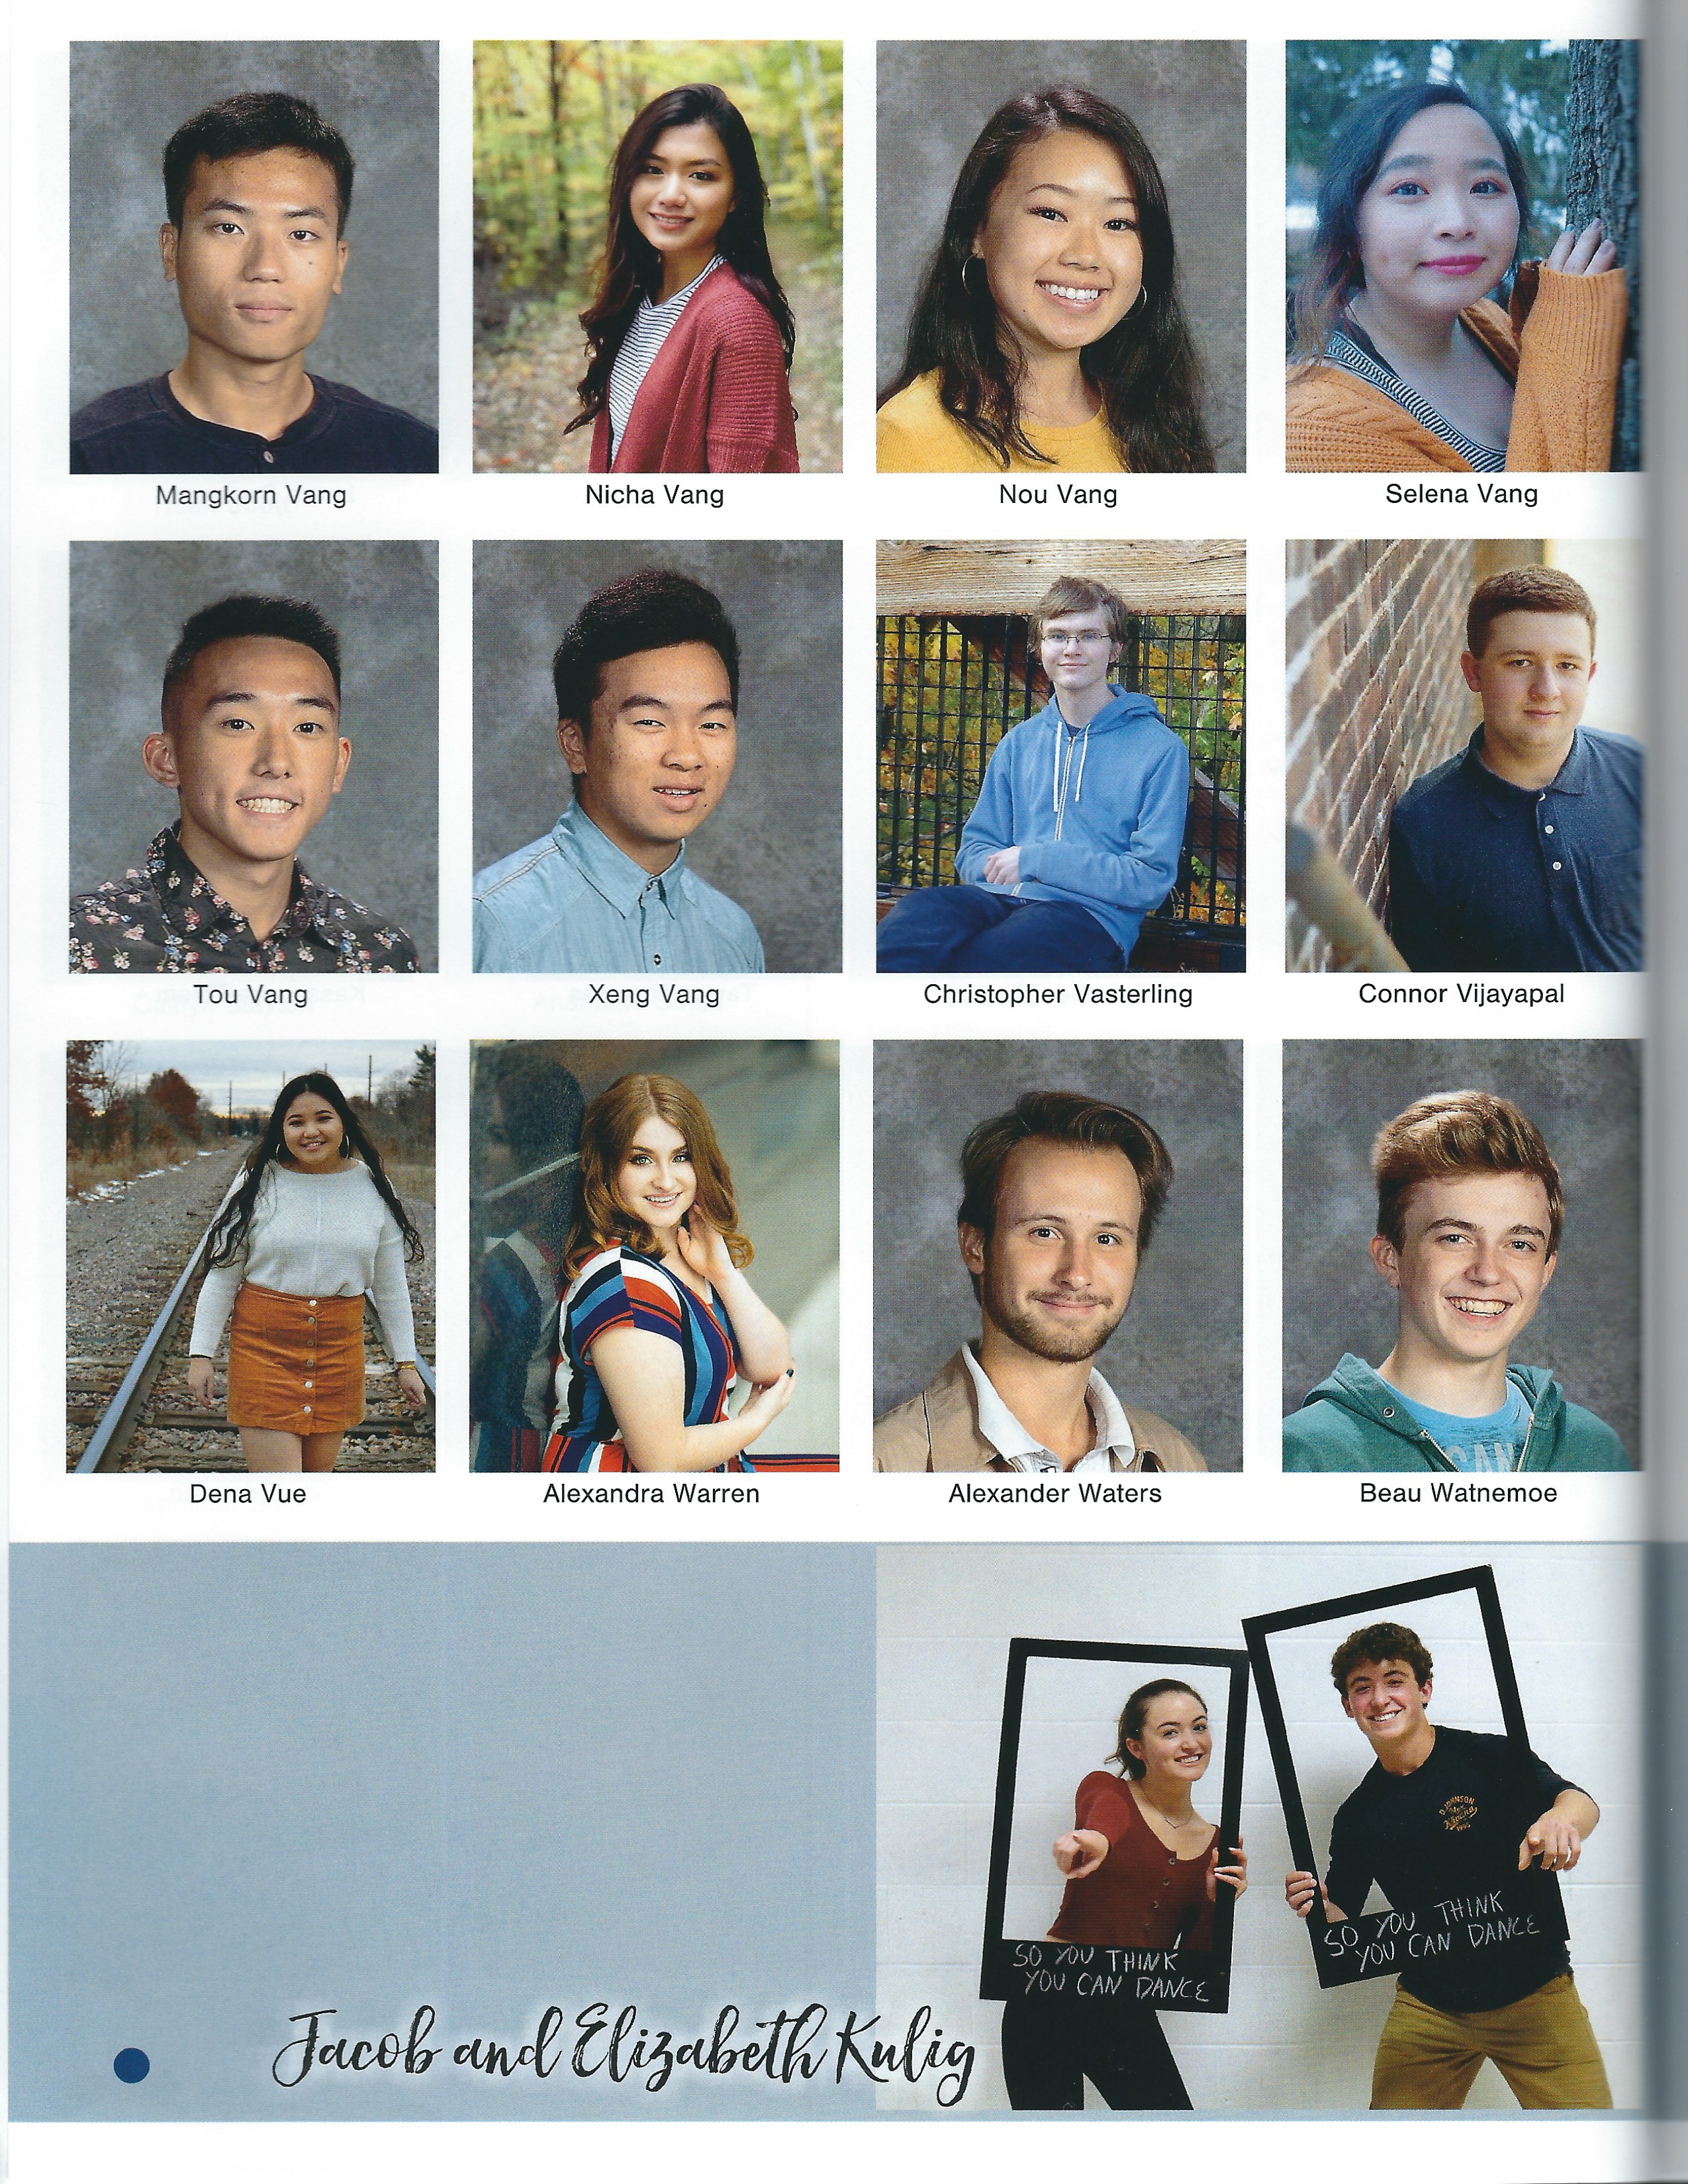 Mangkorn Vang
Nicha Vang
Nou Vang
Selena Vang
Tou Vang
Xeng Vang
Christopher Vasterling
Connor Vijayapal
Dena Vue
Alexandra Warren
Alexander Waters
Beau Watnemoe
D. JOHNSON
1995
SO YOU THINK
YOU CAN DANCE
SO YOU THINK
YOU CAN DANCE
Jacob and Elizabeth Kulig